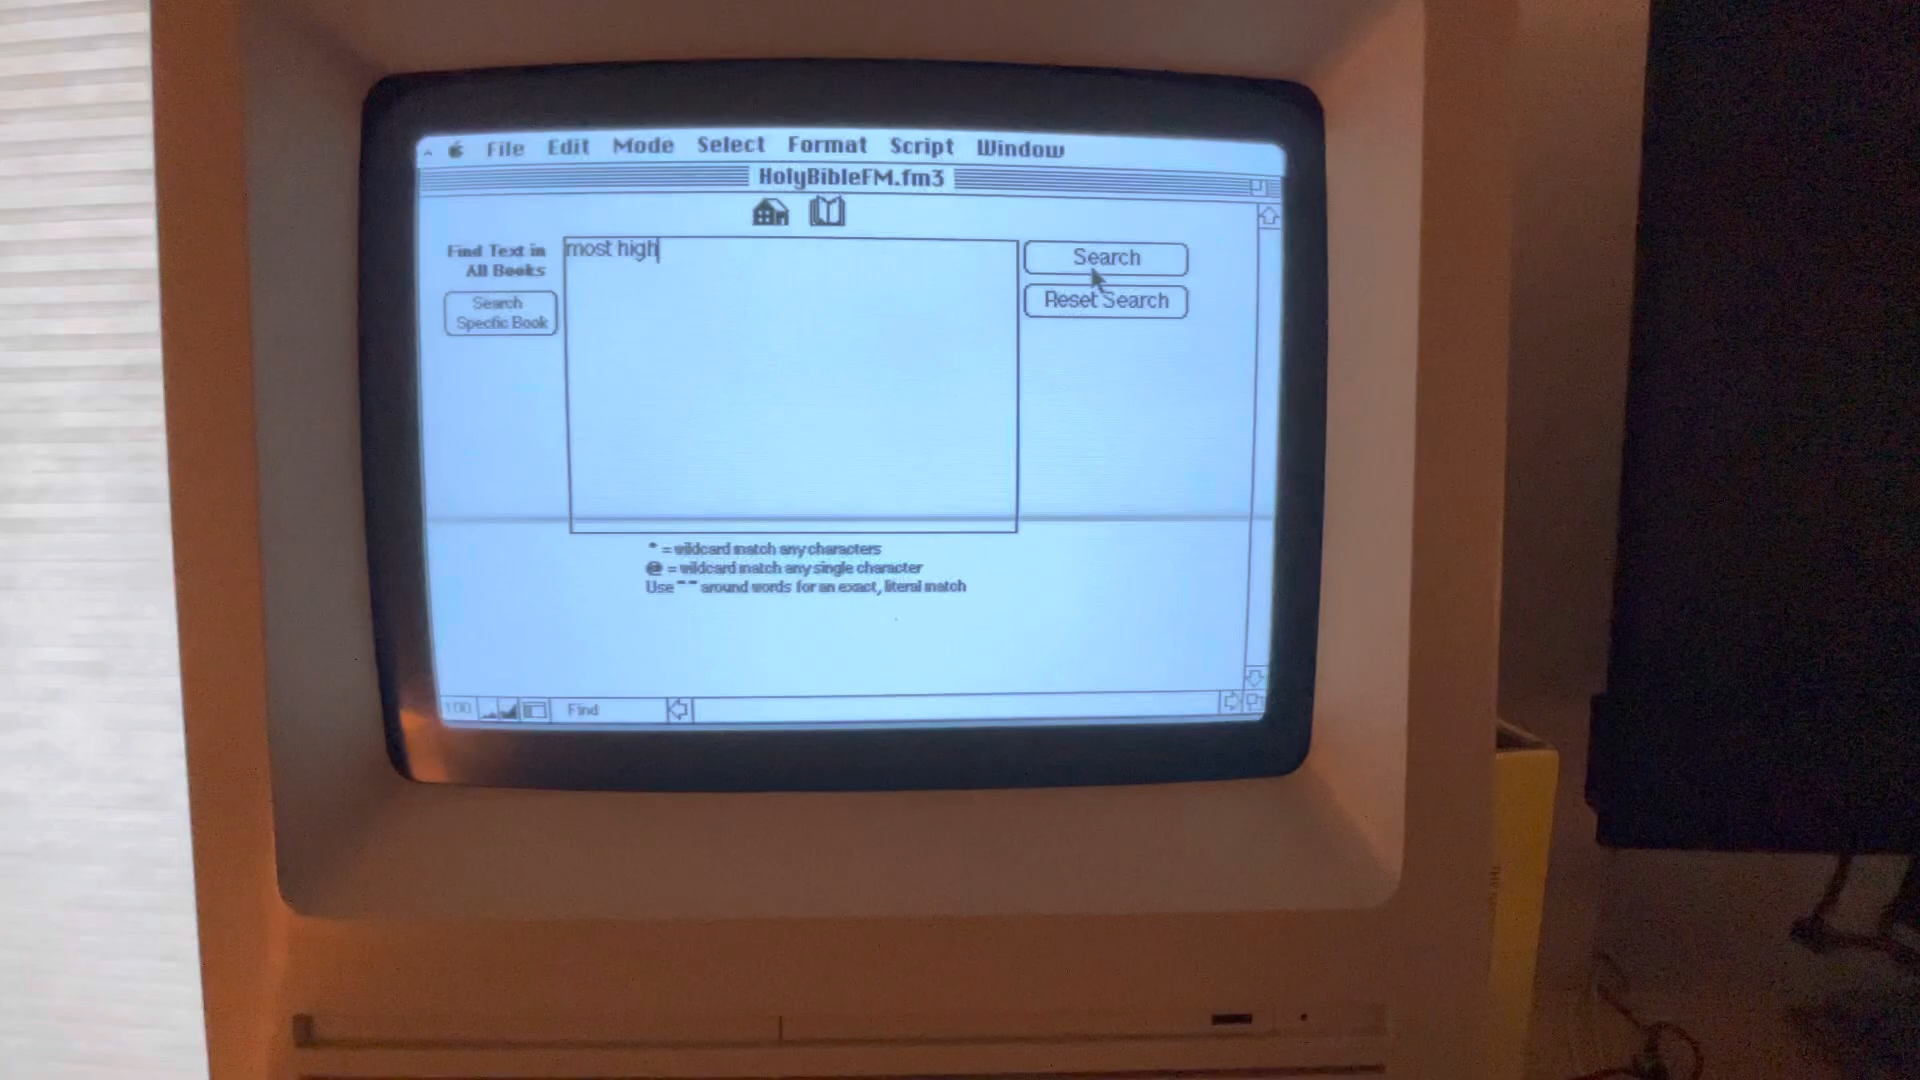 File Edit Mode Select Format Script Window
HolyBibleFM.fm3
Find Text in
All Books
most high
Search
Reset Search
Search
Specfic Book
* = wildcard match any characters
@ = wildcard match any single character
Use " " around words for an exact, literal match
100 Find